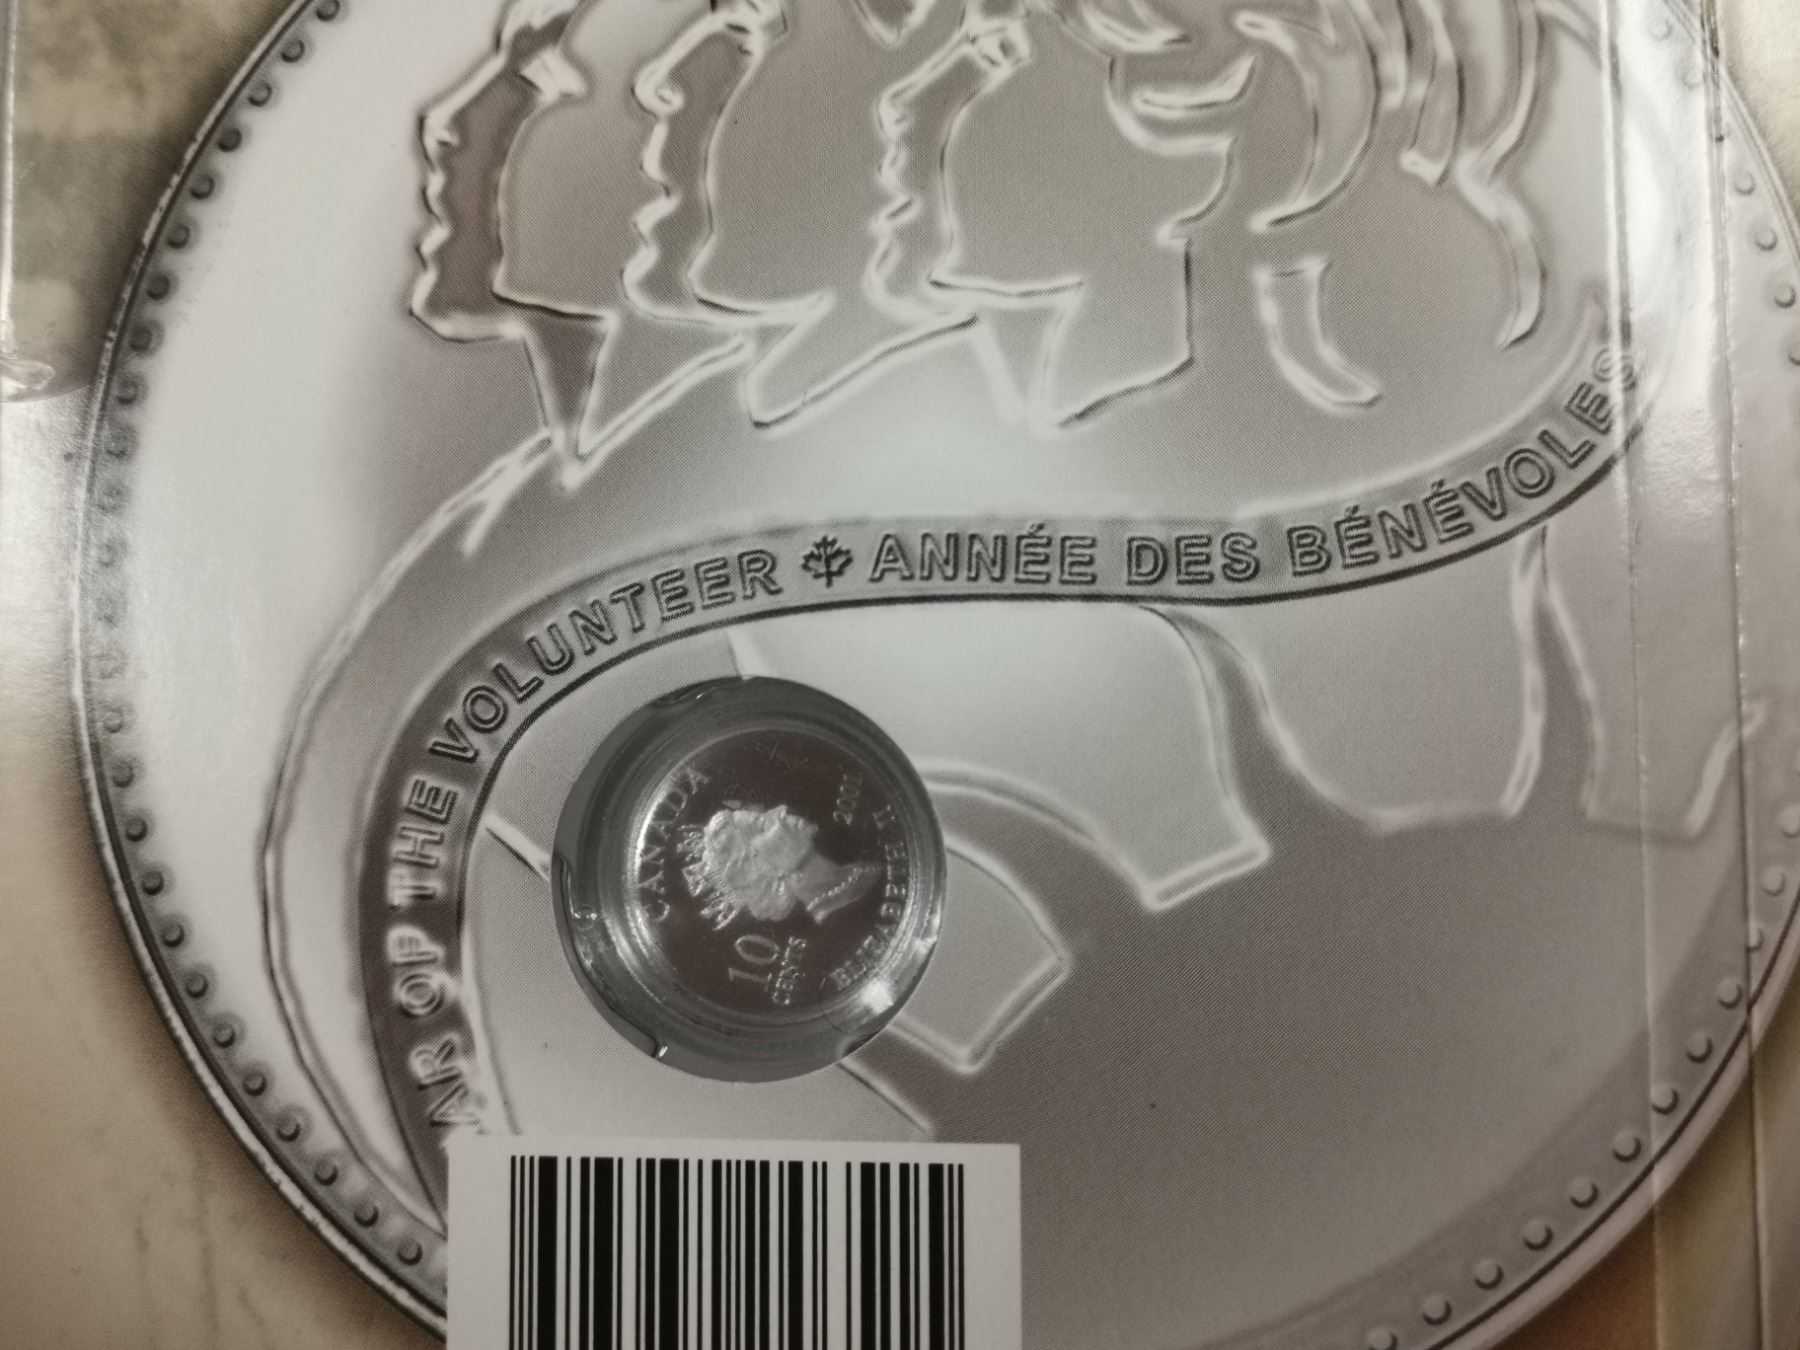 AR OF THE VOLUNTEER ANNÉE DES BÉNÉVOLES
CANADA
2001
ELIZABETH II
10
CENTS